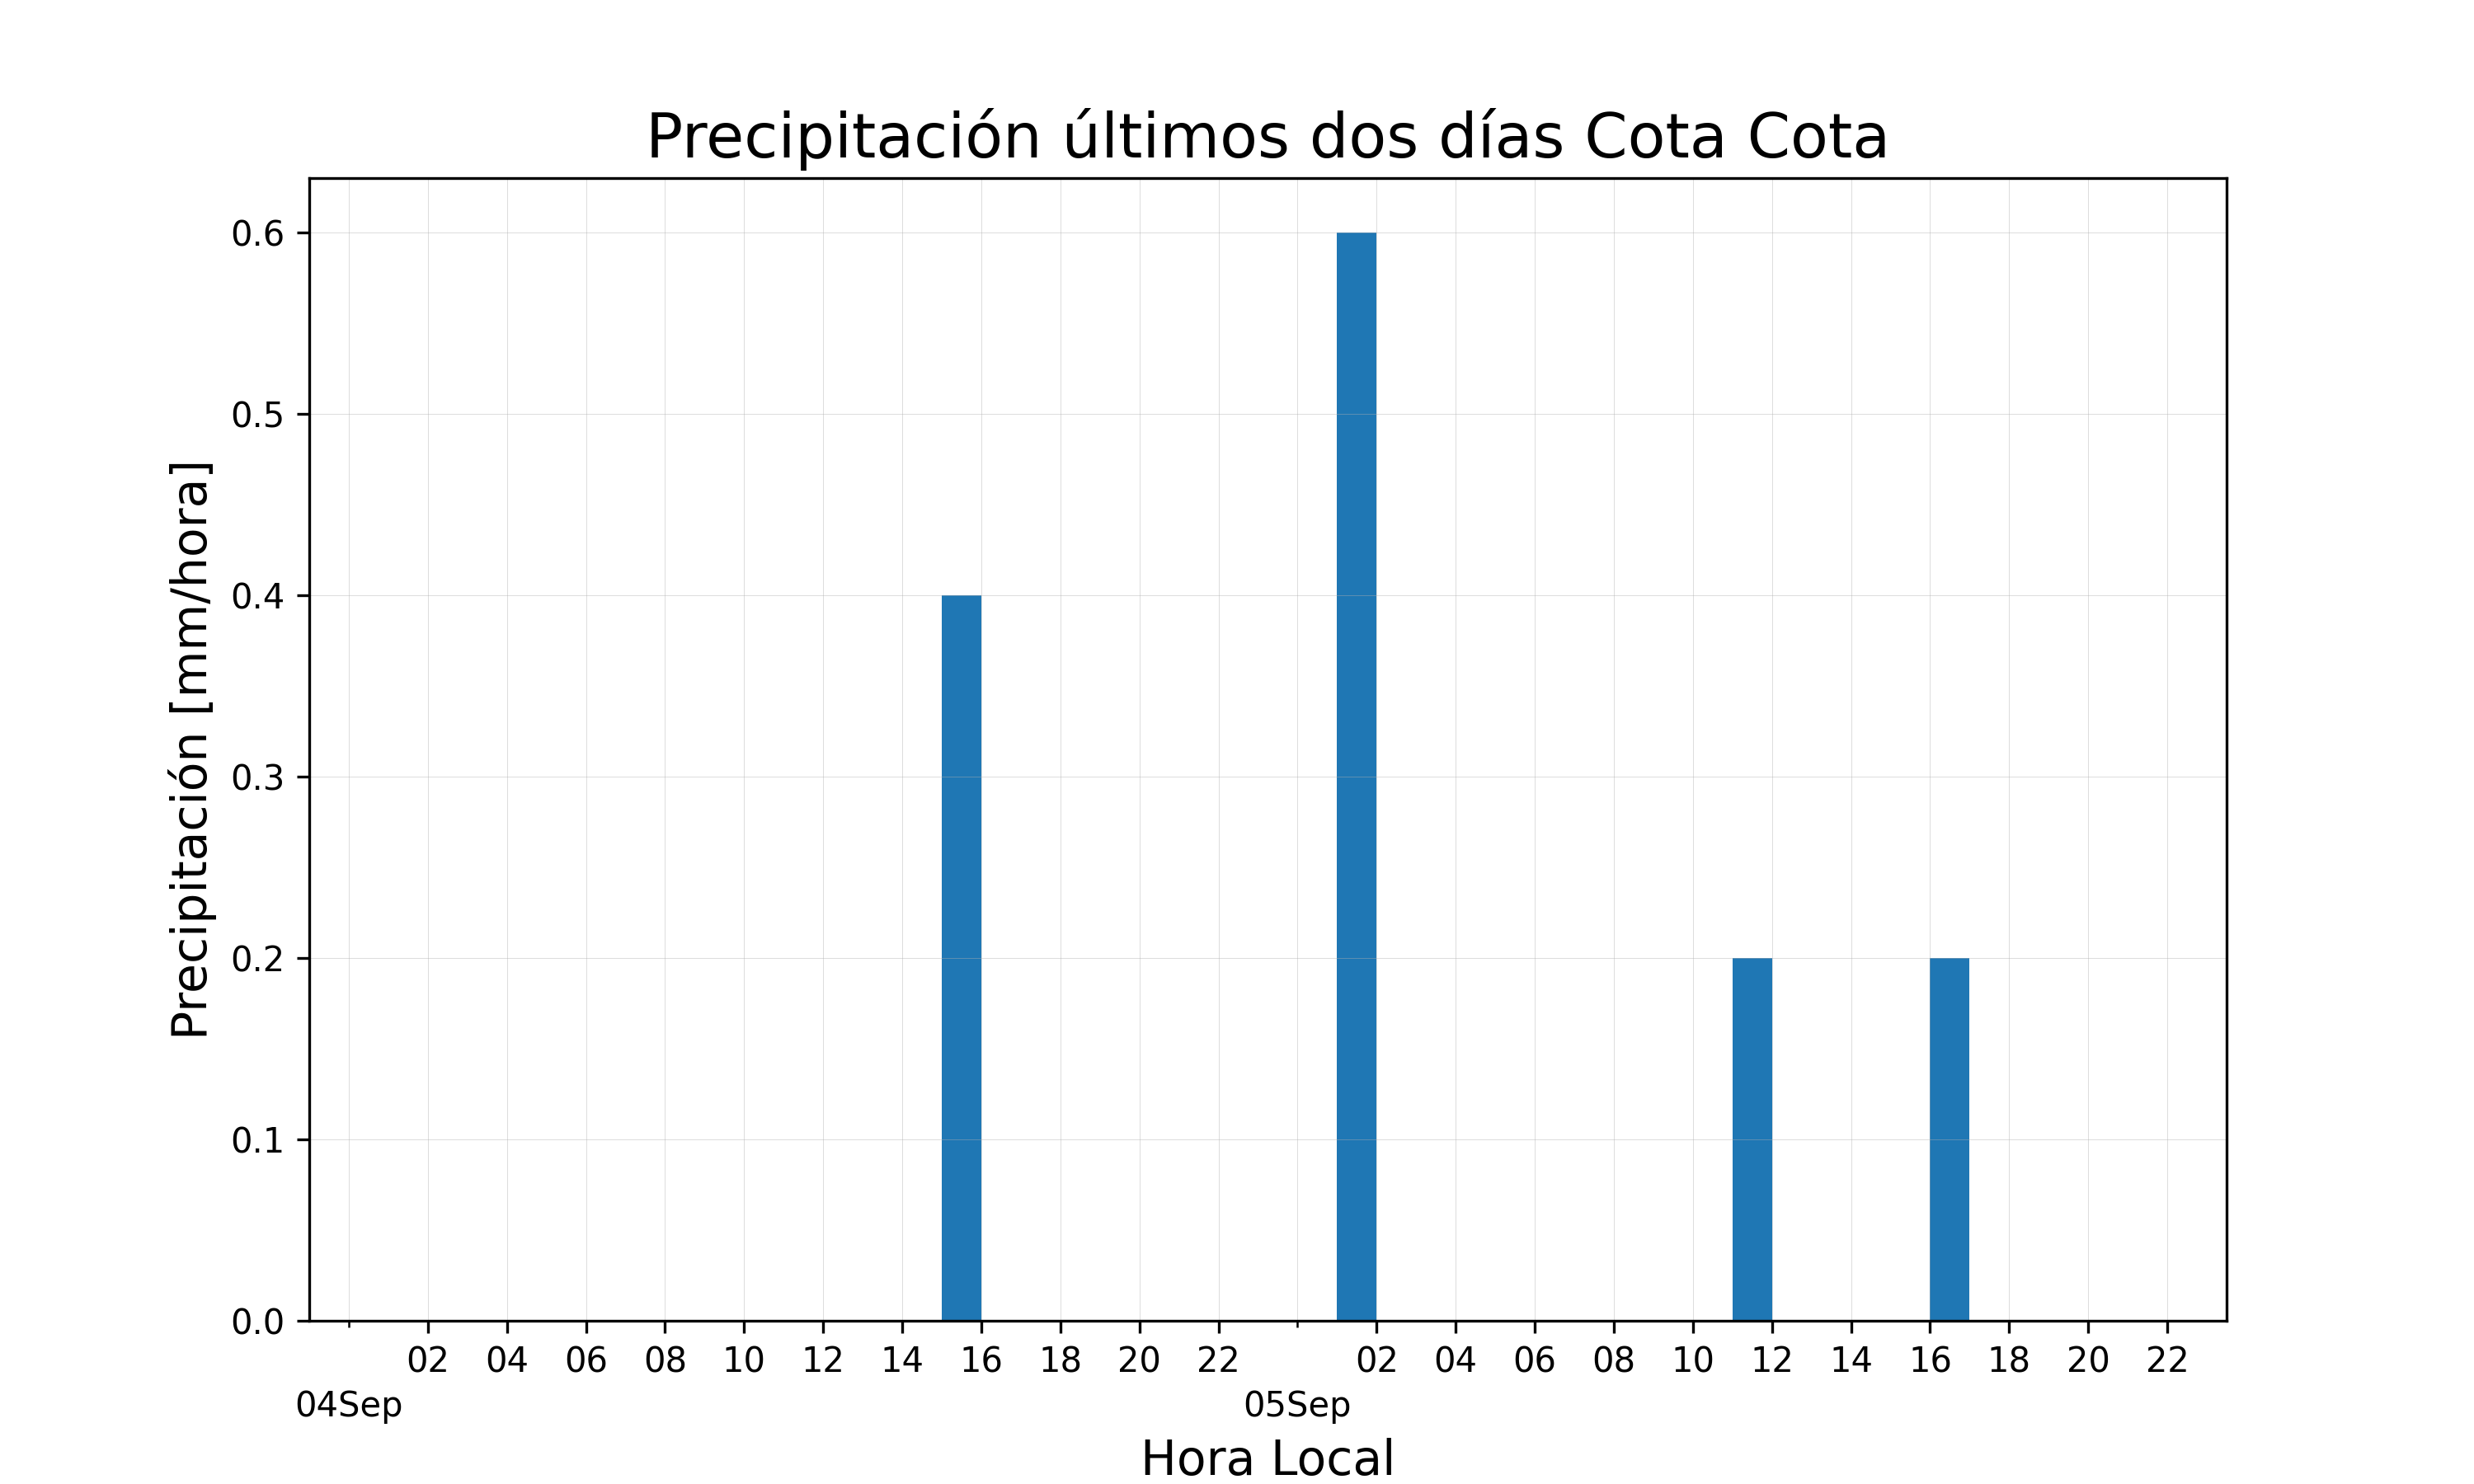 Precipitación últimos dos días Cota Cota
Precipitación [mm/hora]
0.6
0.5
0.4
0.3
0.2
0.1
0.0
02 04 06 08 10 12 14 16 18 20 22 02 04 06 08 10 12 14 16 18 20 22
04Sep 05Sep
Hora Local